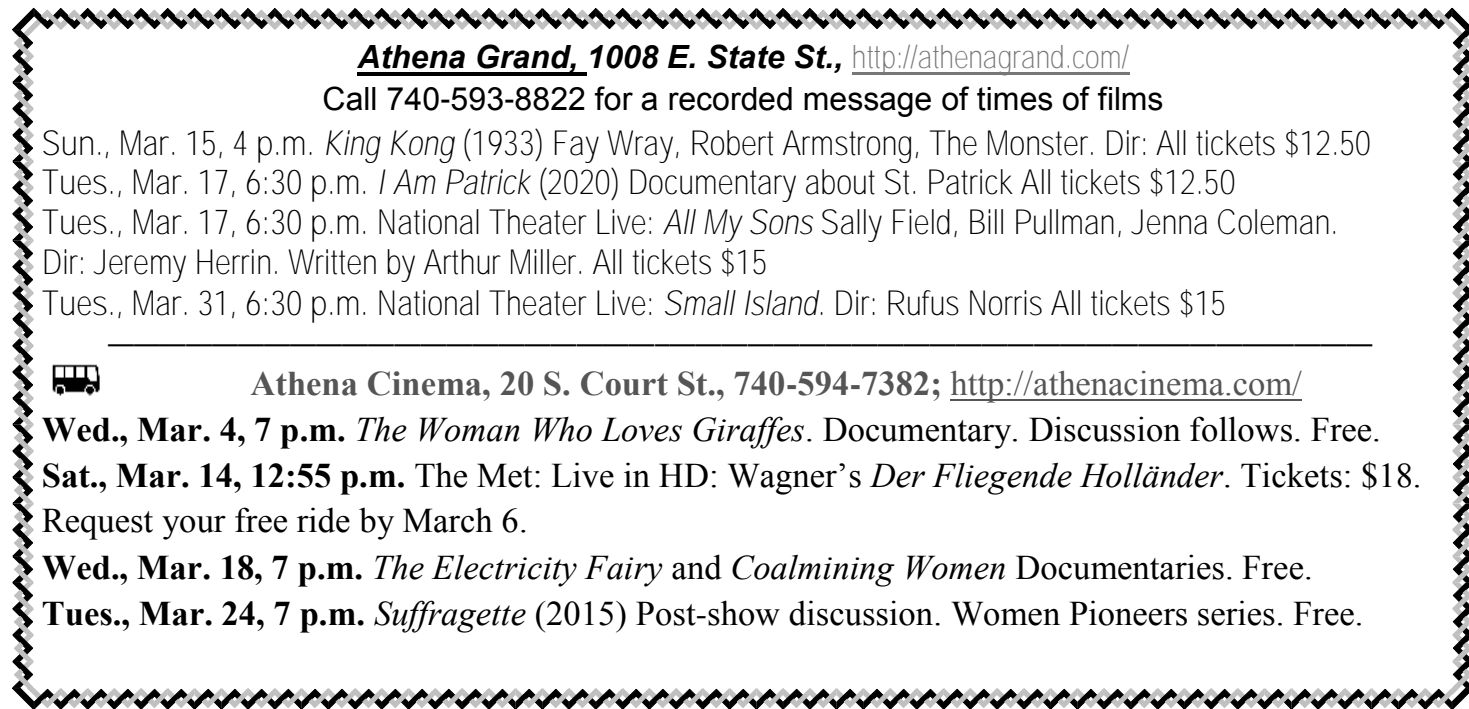 Athena Grand, 1008 E. State St., http://athenagrand.com/
Call 740-593-8822 for a recorded message of times of films
Sun., Mar. 15, 4 p.m. King Kong (1933) Fay Wray, Robert Armstrong, The Monster. Dir: All tickets $12.50
Tues., Mar. 17, 6:30 p.m. I Am Patrick (2020) Documentary about St. Patrick All tickets $12.50
Tues., Mar. 17, 6:30 p.m. National Theater Live: All My Sons Sally Field, Bill Pullman, Jenna Coleman.
Dir: Jeremy Herrin. Written by Arthur Miller. All tickets $15
Tues., Mar. 31, 6:30 p.m. National Theater Live: Small Island. Dir: Rufus Norris All tickets $15
Athena Cinema, 20 S. Court St., 740-594-7382; http://athenacinema.com/
Wed., Mar. 4, 7 p.m. The Woman Who Loves Giraffes. Documentary. Discussion follows. Free.
Sat., Mar. 14, 12:55 p.m. The Met: Live in HD: Wagner’s Der Fliegende Holländer. Tickets: $18.
Request your free ride by March 6.
Wed., Mar. 18, 7 p.m. The Electricity Fairy and Coalmining Women Documentaries. Free.
Tues., Mar. 24, 7 p.m. Suffragette (2015) Post-show discussion. Women Pioneers series. Free.